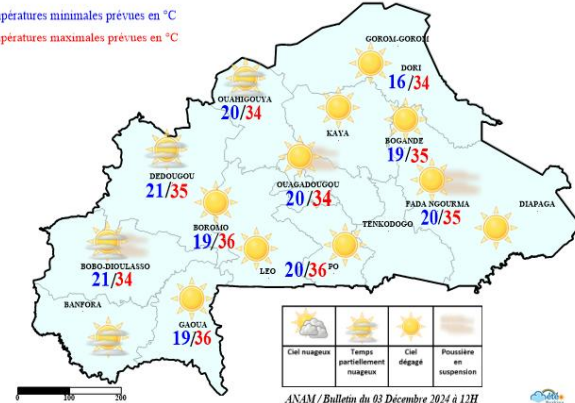 pératures minimales prévues en °C
pératures maximales prévues en °C
GOROM-GOROM
DORI
16/34
OUAHIGOUYA
20/34
KAYA
BOGANDE
19/35
DEDOUGOU
21/35
OUAGADOUGOU
20/34
FADA NGOURMA
20/35
DIAPAGA
BOROMO
19/36
TENKODOGO
BOBO-DIOULASSO
21/34
LEO
20/36 PO
BANFORA
GAOUA
19/36
Ciel nuageux
Temps partiellement nuageux
Ciel dégagé
Poussière en suspension
0 100 200
ANAM / Bulletin du 03 Décembre 2024 à 12H